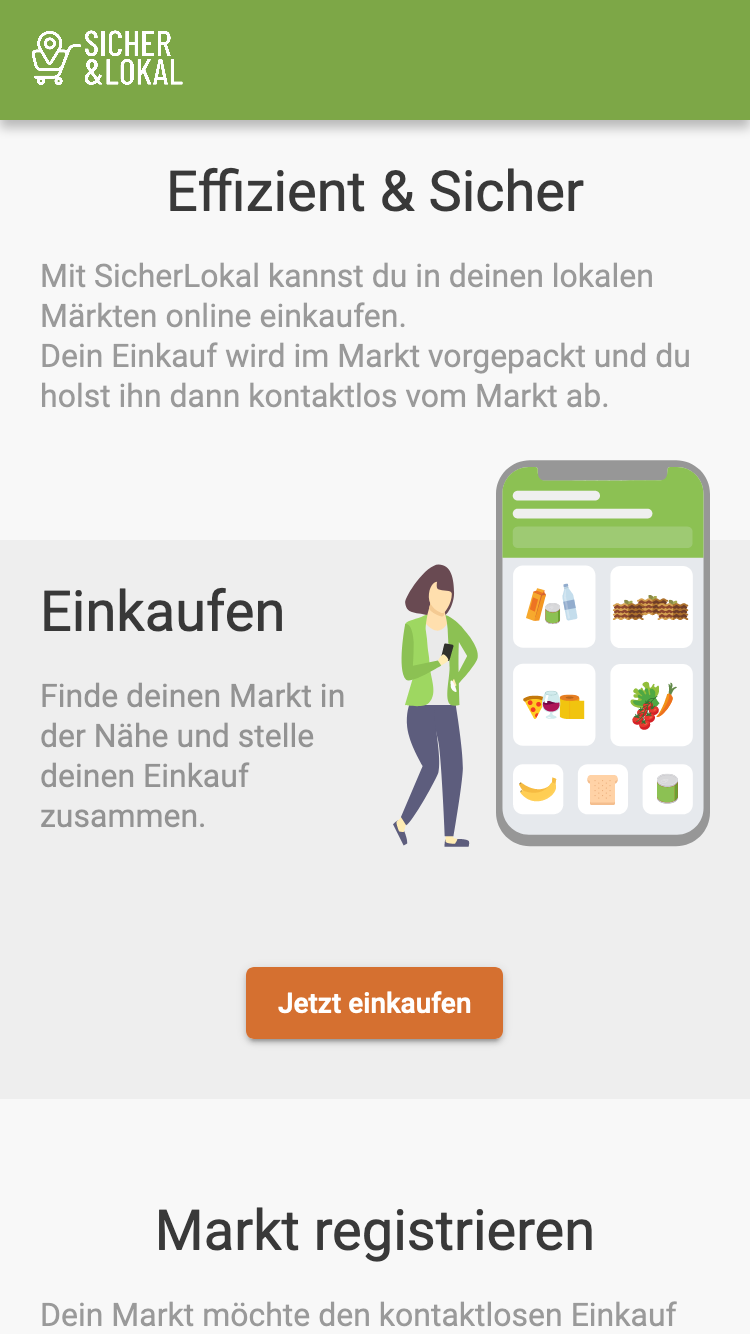 SICHER
&LOKAL
Effizient & Sicher
Mit SicherLokal kannst du in deinen lokalen
Märkten online einkaufen.
Dein Einkauf wird im Markt vorgepackt und du
holst ihn dann kontaktlos vom Markt ab.
Einkaufen
Finde deinen Markt in
der Nähe und stelle
deinen Einkauf
zusammen.
Jetzt einkaufen
Markt registrieren
Dein Markt möchte den kontaktlosen Einkauf